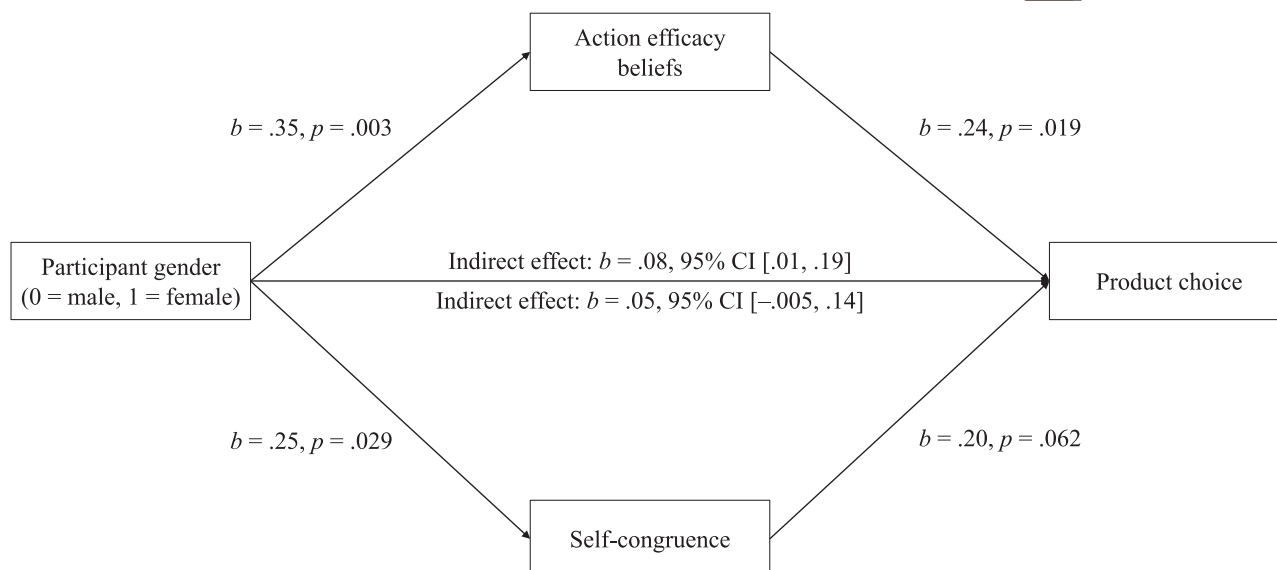 Action efficacy
beliefs
b = .35, p = .003
b = .24, p = .019
Participant gender
(0 = male, 1 = female)
Indirect effect: b = .08, 95% CI [.01, .19]
Indirect effect: b = .05, 95% CI [–.005, .14]
Product choice
b = .25, p = .029
b = .20, p = .062
Self-congruence